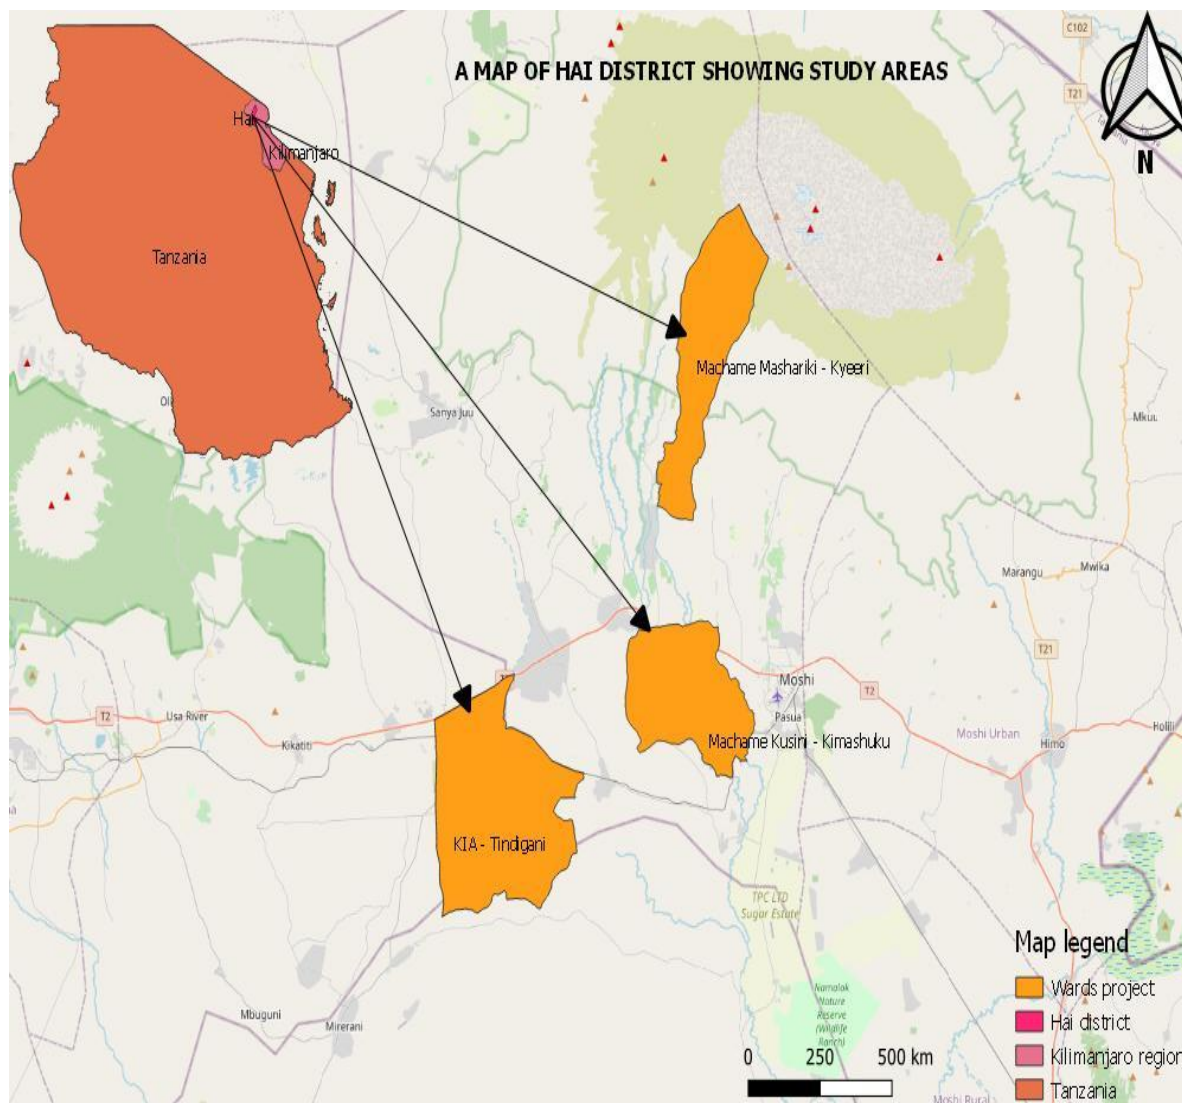 A MAP OF HAI DISTRICT SHOWING STUDY AREAS
C102
T21
N
Hai
Kilimanjaro
Tanzania
Machame Mashariki - Kyeeri
Sanya Juu
Mkuu
Marangu
Mwika
T21
Moshi
T2
T2
Usa River
Kikatiti
Pasua
Machame Kusini - Kimashuku
Moshi Urban
Himo
Holili
KIA - Tindigani
TPC LTD
Sugar Estate
Namalok
Nature
Reserve
(Wildlife
Ranch)
Mbuguni
Mirerani
Map legend
Wards project
Hai district
Kilimanjaro region
Tanzania
0 250 500 km
Moshi Rural